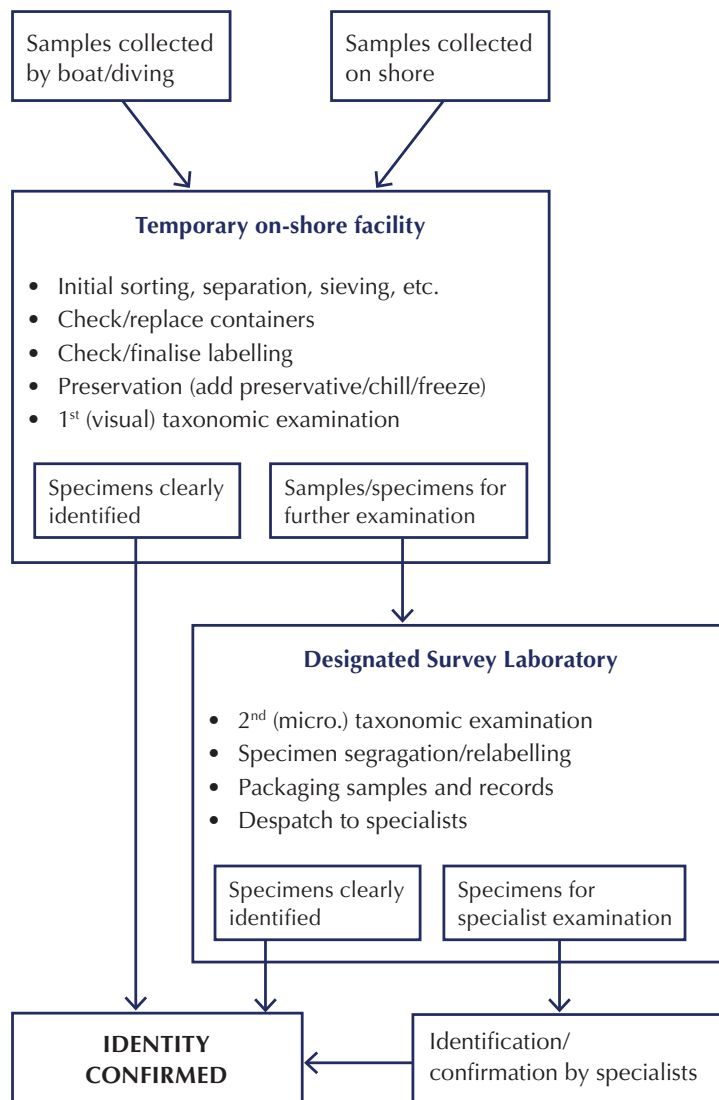 Samples collected
by boat/diving
Samples collected
on shore
Temporary on-shore facility
• Initial sorting, separation, sieving, etc.
• Check/replace containers
• Check/finalise labelling
• Preservation (add preservative/chill/freeze)
• 1st (visual) taxonomic examination
Specimens clearly
identified
Samples/specimens for
further examination
Designated Survey Laboratory
• 2nd (micro.) taxonomic examination
• Specimen segragation/relabelling
• Packaging samples and records
• Despatch to specialists
Specimens clearly
identified
Specimens for
specialist examination
IDENTITY
CONFIRMED
Identification/
confirmation by specialists